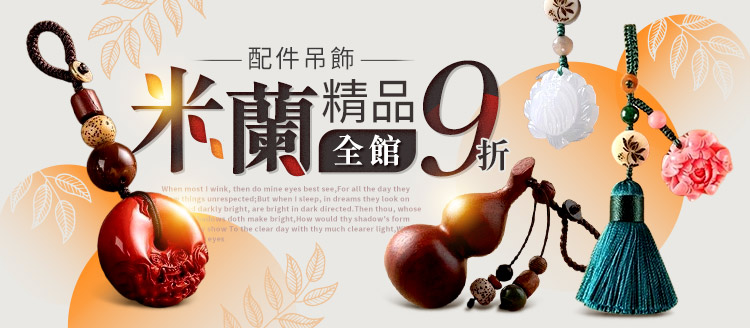 配件吊飾
米蘭精品
全館9折
When most I wink, then do mine eyes best see,For all the day they
things unrespected;But when I sleep, in dreams they look on
darkly bright, are bright in dark directed.Then thou, whose
doth make bright,How would thy shadow's form
show To the clear day with thy much clearer light,
eyes